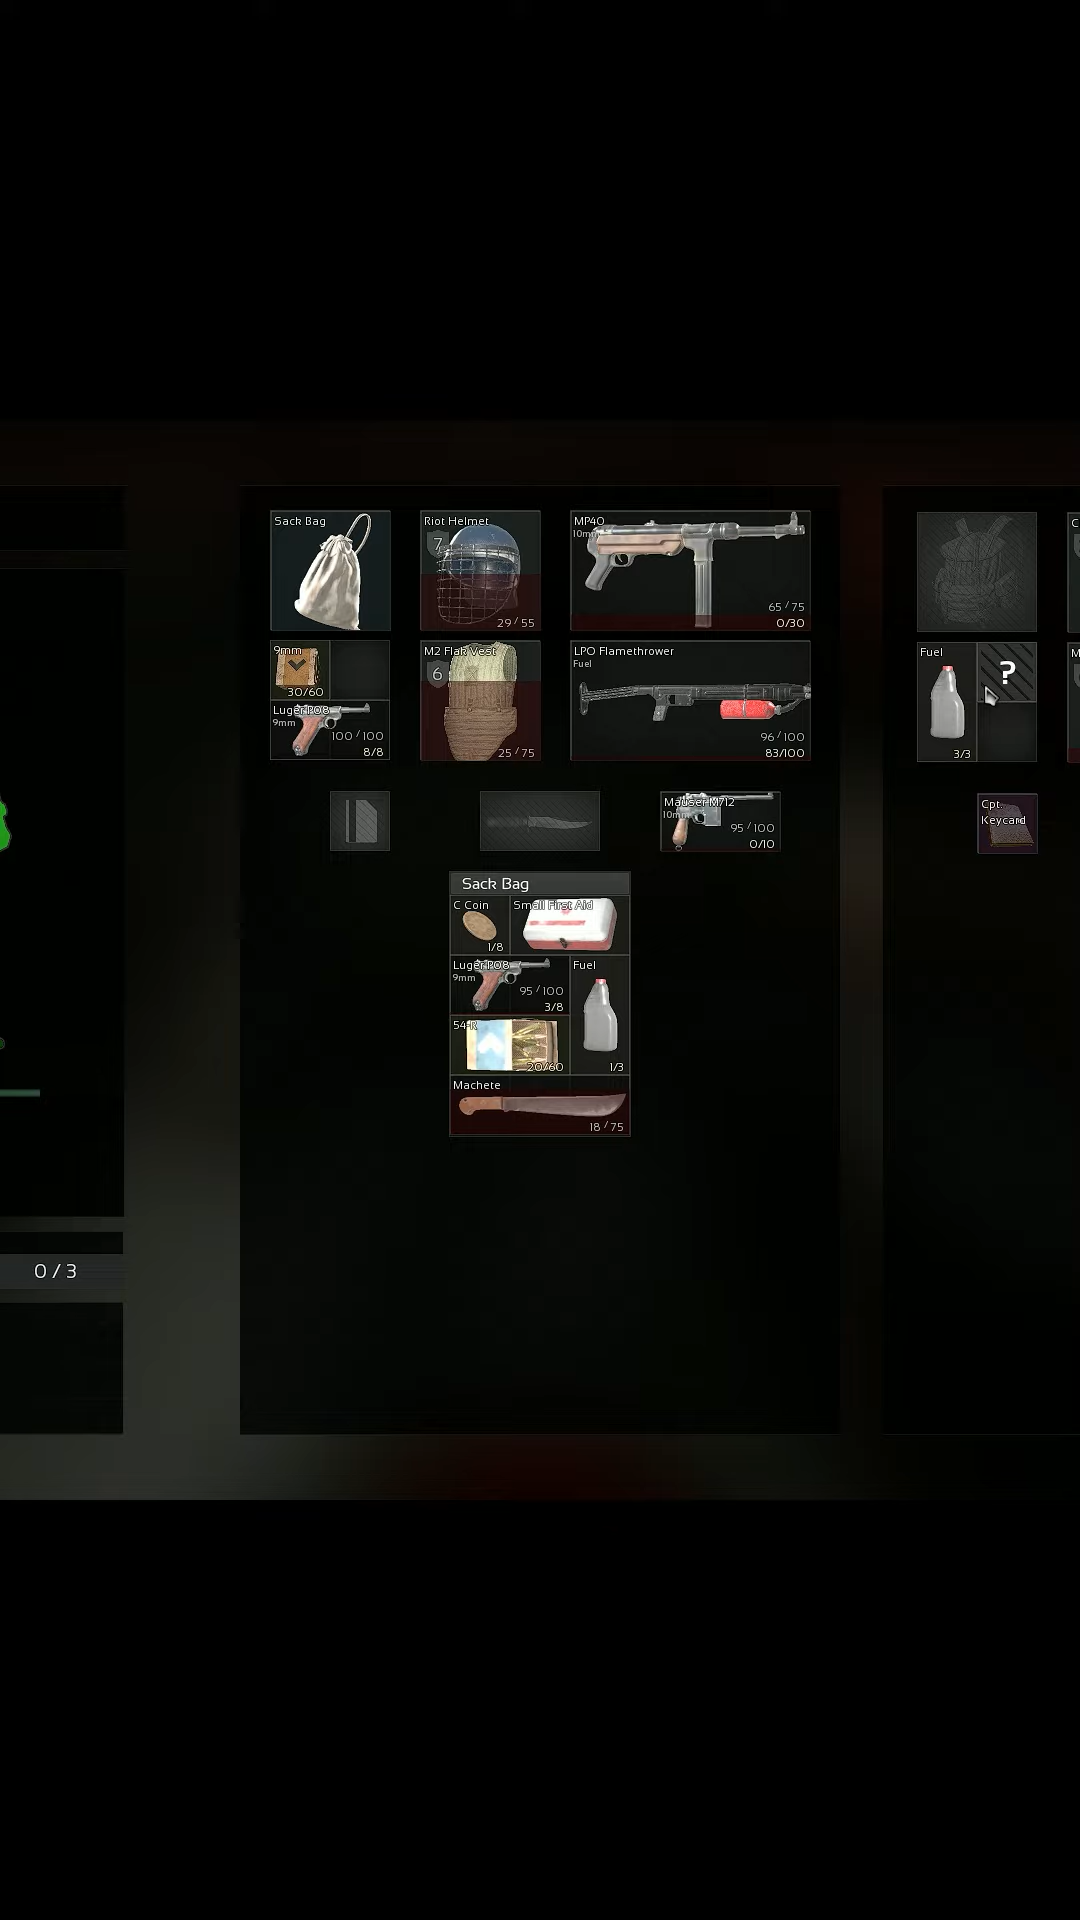 Sack Bag
Riot Helmet
7
29 / 55
MP40
10mm
65 / 75
0/30
9mm
30/60
Luger P08
9mm
100 / 100
8/8
M2 Flak Vest
6
25 / 75
LPO Flamethrower
Fuel
96 / 100
83/100
Fuel
?
3/3
Mauser M712
10mm
95 / 100
0/10
Cpt.
Keycard
Sack Bag
C Coin
1/8
Small First Aid
Luger P08
9mm
95 / 100
3/8
Fuel
1/3
54-R
20/60
Machete
18 / 75
0 / 3